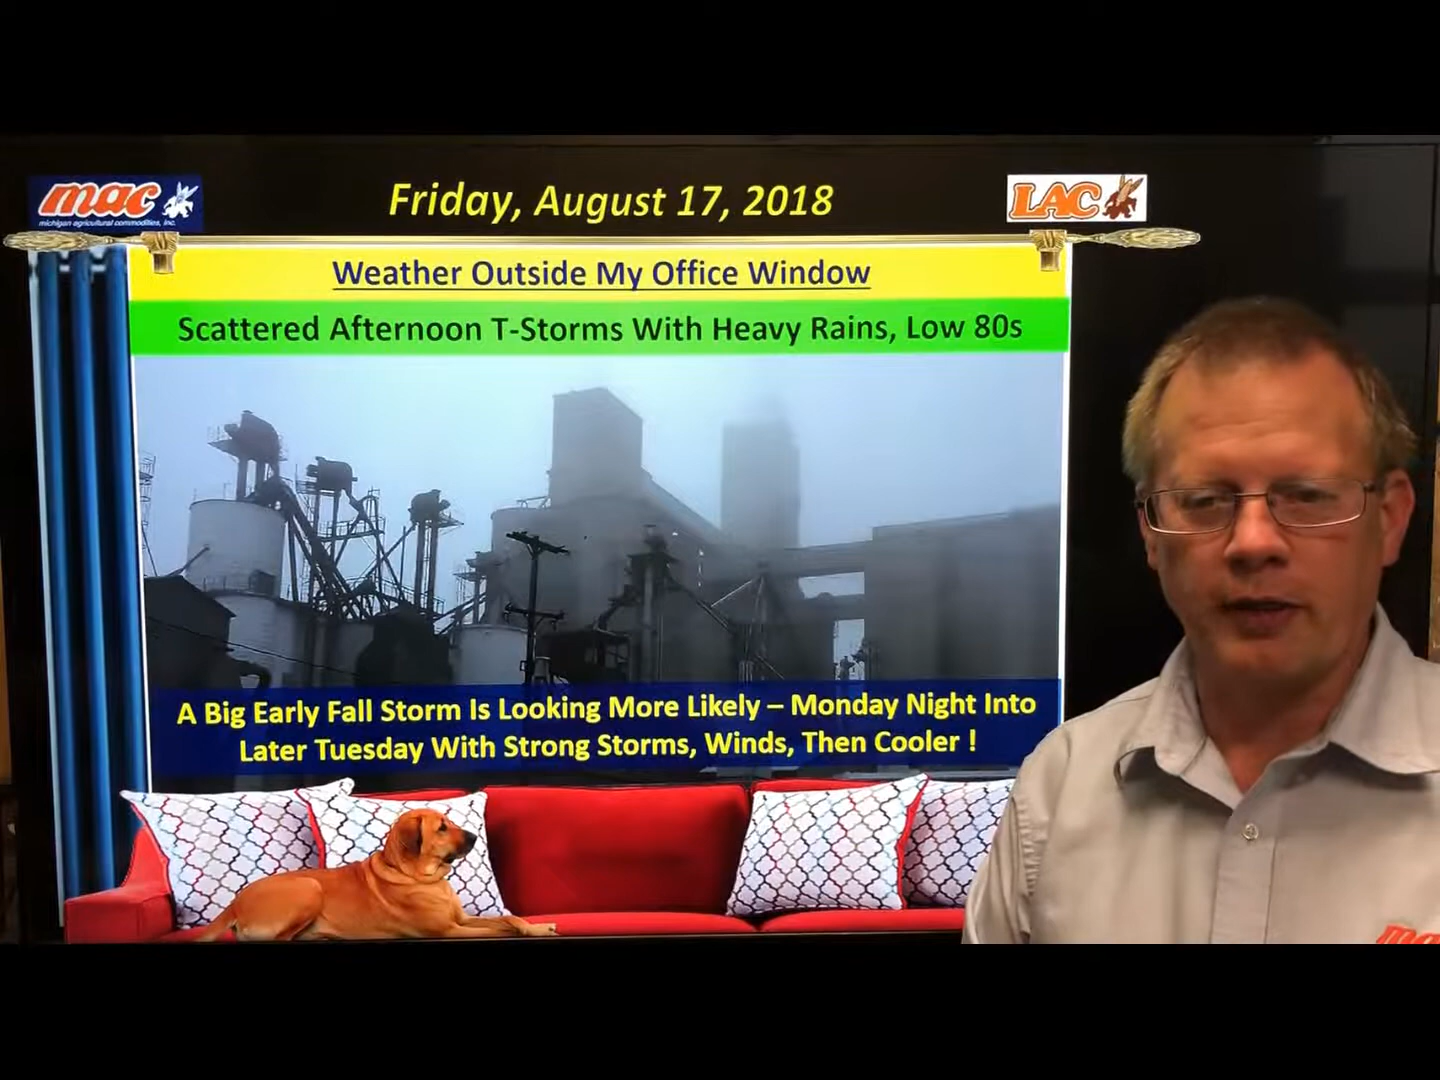 mac
michigan agricultural commodities, inc.
Friday, August 17, 2018
LAC
Weather Outside My Office Window
Scattered Afternoon T-Storms With Heavy Rains, Low 80s
A Big Early Fall Storm Is Looking More Likely – Monday Night Into
Later Tuesday With Strong Storms, Winds, Then Cooler !